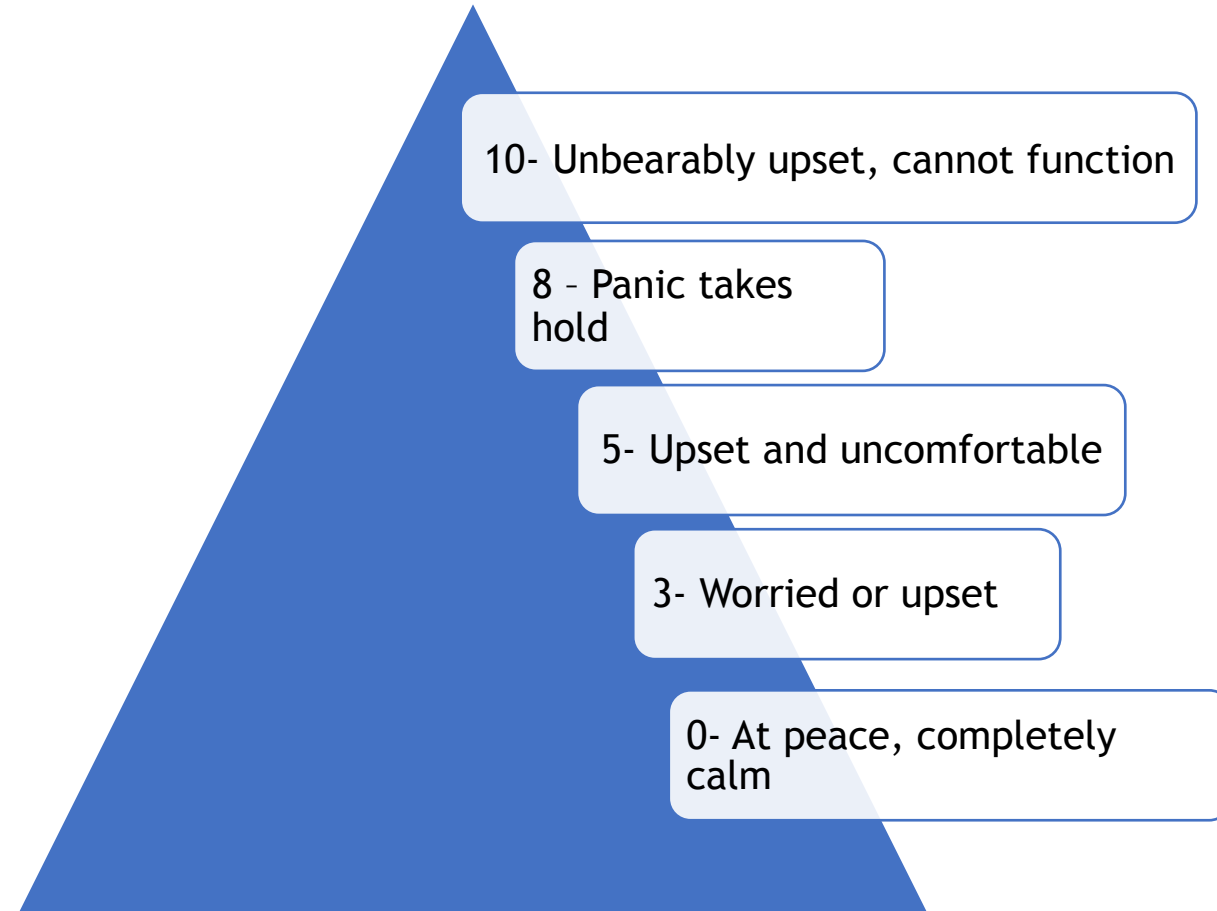 10- Unbearably upset, cannot function
8 – Panic takes
hold
5- Upset and uncomfortable
3- Worried or upset
0- At peace, completely
calm